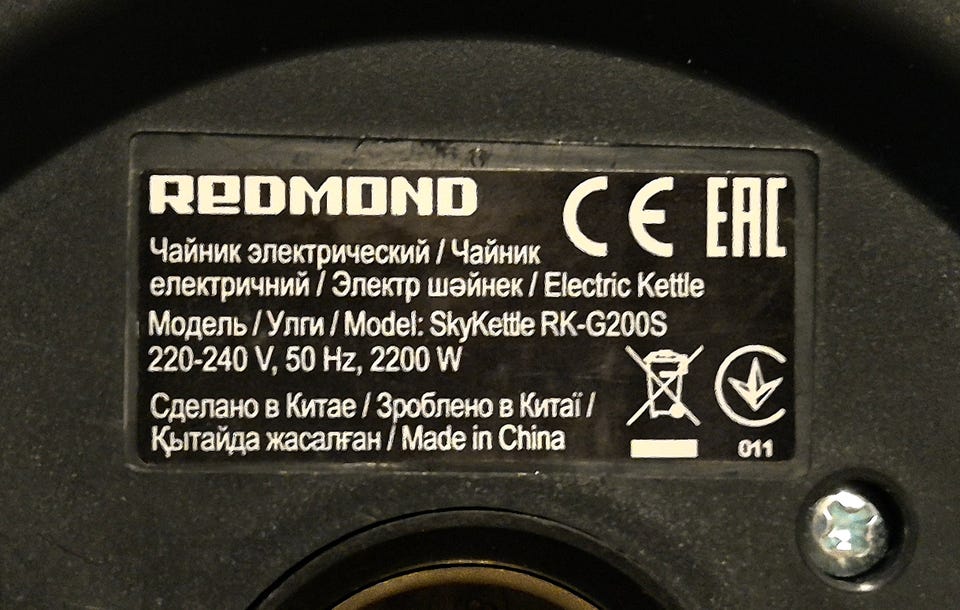 REDMOND
CE EAC
Чайник электрический / Чайник
електричний / Электр шәйнек / Electric Kettle
Модель / Улги / Model: SkyKettle RK-G200S
220-240 V, 50 Hz, 2200 W
Сделано в Китае / Зроблено в Китаї /
Қытайда жасалған / Made in China
011